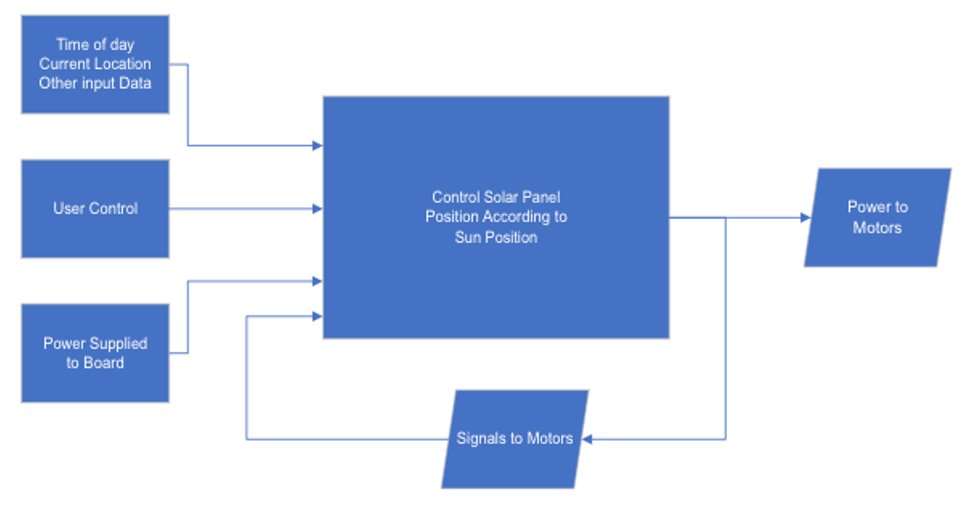 Time of day
Current Location
Other input Data
User Control
Power Supplied
to Board
Control Solar Panel
Position According to
Sun Position
Power to
Motors
Signals to Motors